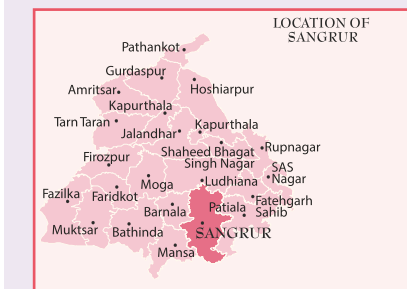 LOCATION OF
SANGRUR
Pathankot
Gurdaspur
Amritsar
Hoshiarpur
Kapurthala
Tarn Taran
Kapurthala
Jalandhar
Rupnagar
Shaheed Bhagat
Singh Nagar
Firozpur
SAS
Nagar
Moga
Ludhiana
Fazilka
Faridkot
Fatehgarh
Sahib
Barnala
Patiala
Muktsar
Bathinda
SANGRUR
Mansa